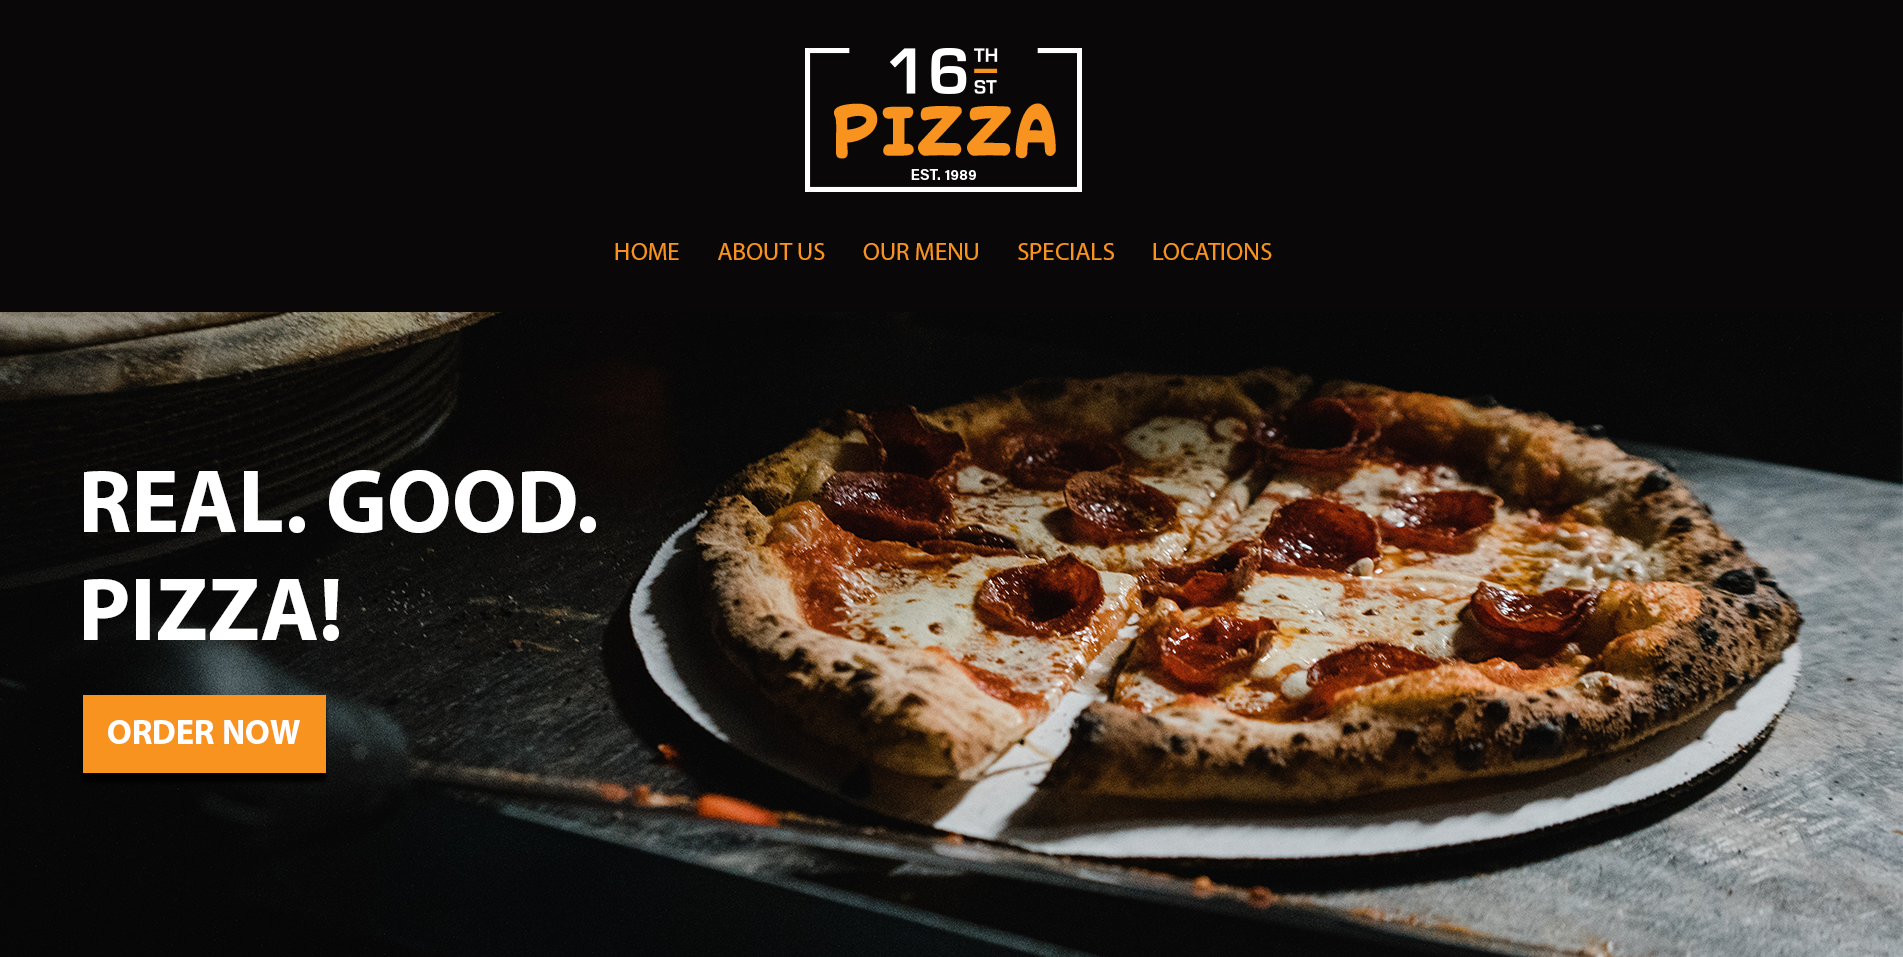 16 TH
ST
PIZZA
EST. 1989
HOME ABOUT US OUR MENU SPECIALS LOCATIONS
REAL. GOOD.
PIZZA!
ORDER NOW